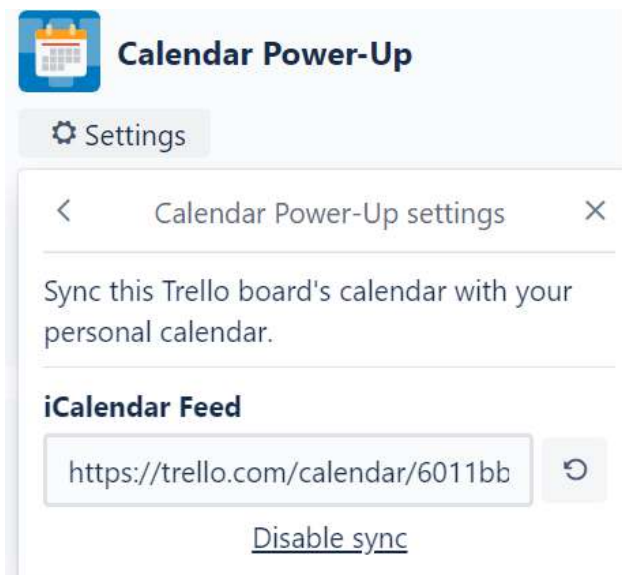 Calendar Power-Up
Settings
Calendar Power-Up settings
Sync this Trello board's calendar with your
personal calendar.
iCalendar Feed
https://trello.com/calendar/6011bb
Disable sync